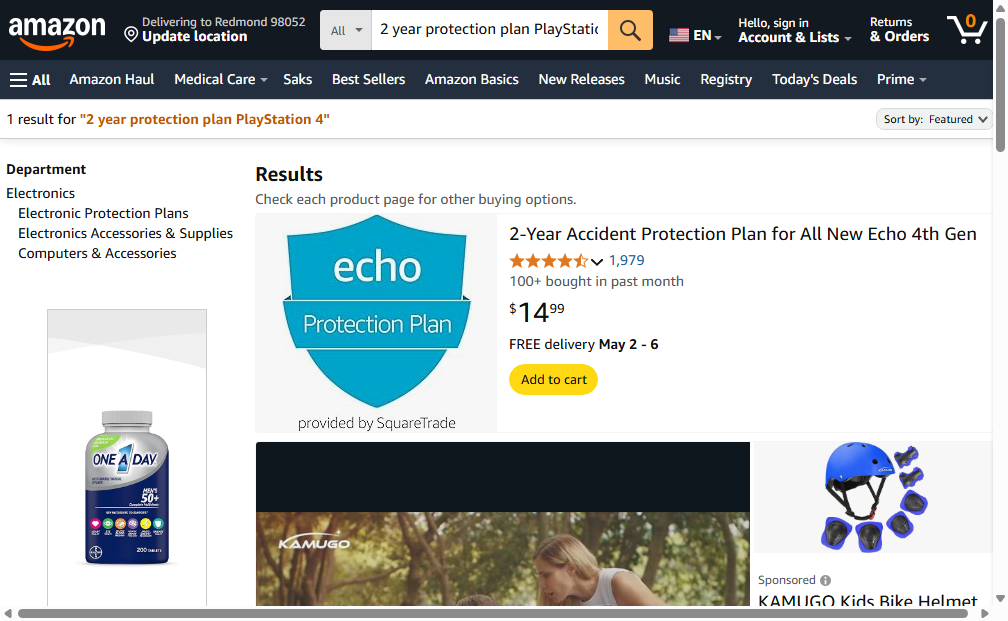 amazon
Delivering to Redmond 98052
Update location
All
2 year protection plan PlayStatio
EN
Hello, sign in
Account & Lists
Returns
& Orders
0
All
Amazon Haul
Medical Care
Saks
Best Sellers
Amazon Basics
New Releases
Music
Registry
Today's Deals
Prime
1 result for "2 year protection plan PlayStation 4"
Sort by: Featured
Department
Electronics
Electronic Protection Plans
Electronics Accessories & Supplies
Computers & Accessories
Results
Check each product page for other buying options.
echo
Protection Plan
provided by SquareTrade
2-Year Accident Protection Plan for All New Echo 4th Gen
1,979
100+ bought in past month
$14.99
FREE delivery May 2 - 6
Add to cart
ONE A DAY
MEN'S
50+
200 TABLETS
KAMUGO
Sponsored
KAMUGO Kids Bike Helmet